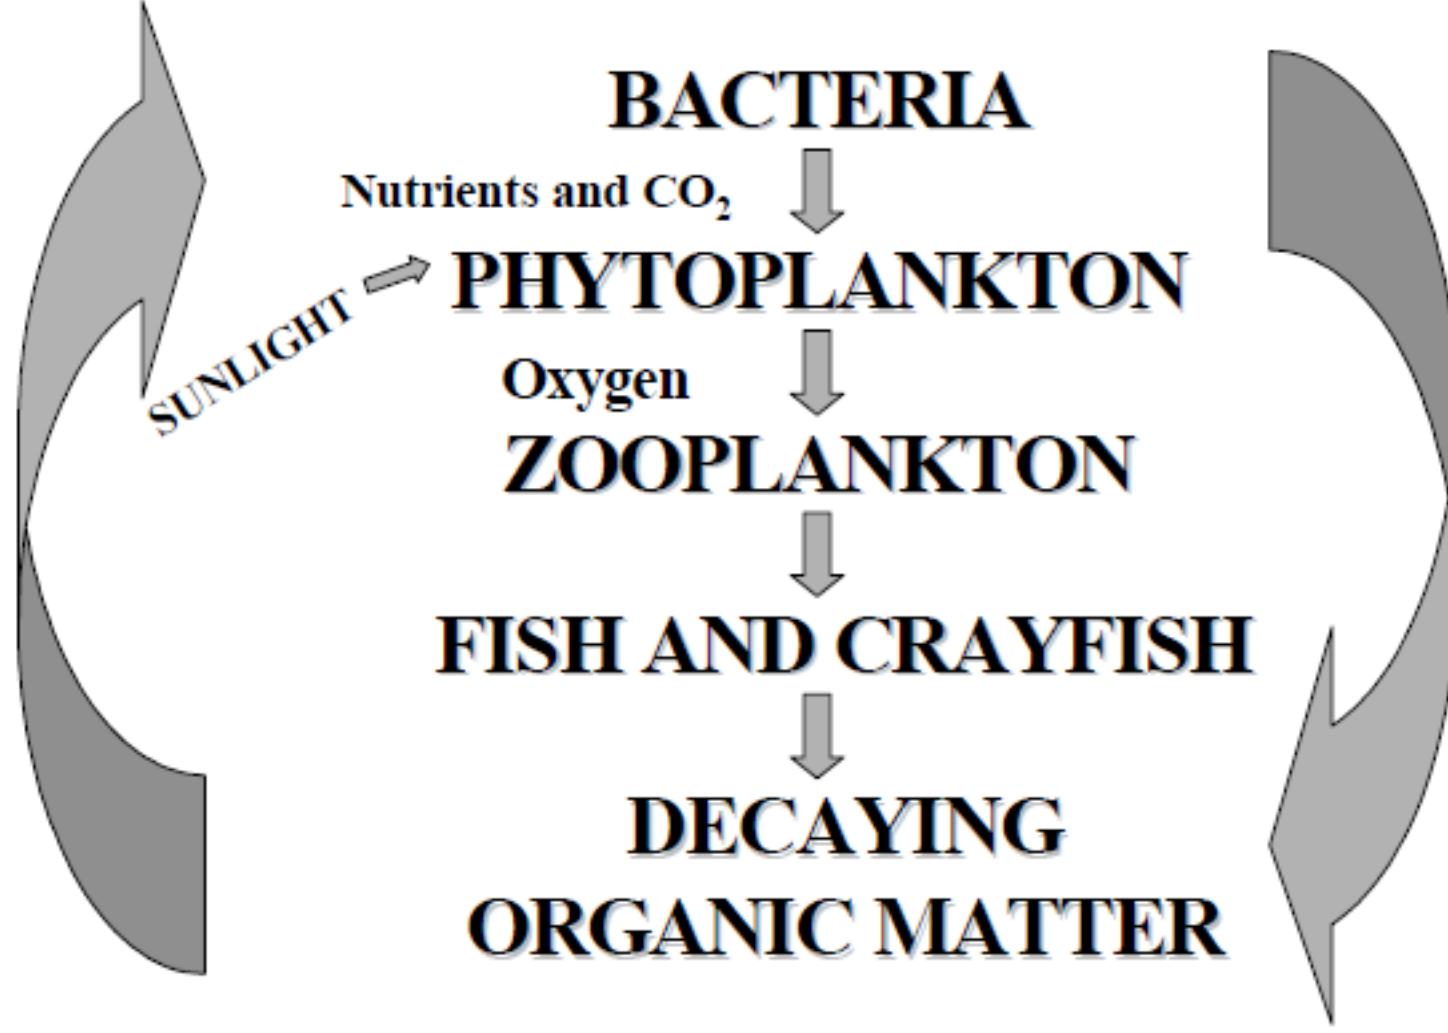 BACTERIA
Nutrients and CO₂
PHYTOPLANKTON
SUNLIGHT
Oxygen
ZOOPLANKTON
FISH AND CRAYFISH
DECAYING
ORGANIC MATTER